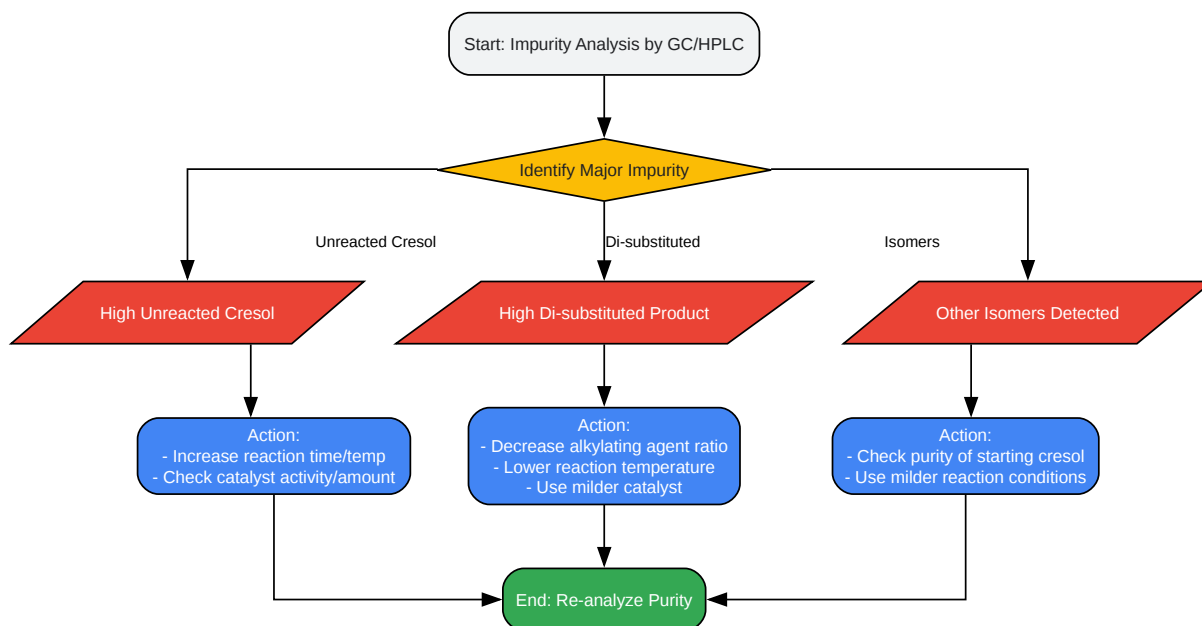 Start: Impurity Analysis by GC/HPLC
Identify Major Impurity
Unreacted Cresol
Di-substituted
Isomers
High Unreacted Cresol
High Di-substituted Product
Other Isomers Detected
Action:
- Increase reaction time/temp
- Check catalyst activity/amount
Action:
- Decrease alkylating agent ratio
- Lower reaction temperature
- Use milder catalyst
Action:
- Check purity of starting cresol
- Use milder reaction conditions
End: Re-analyze Purity